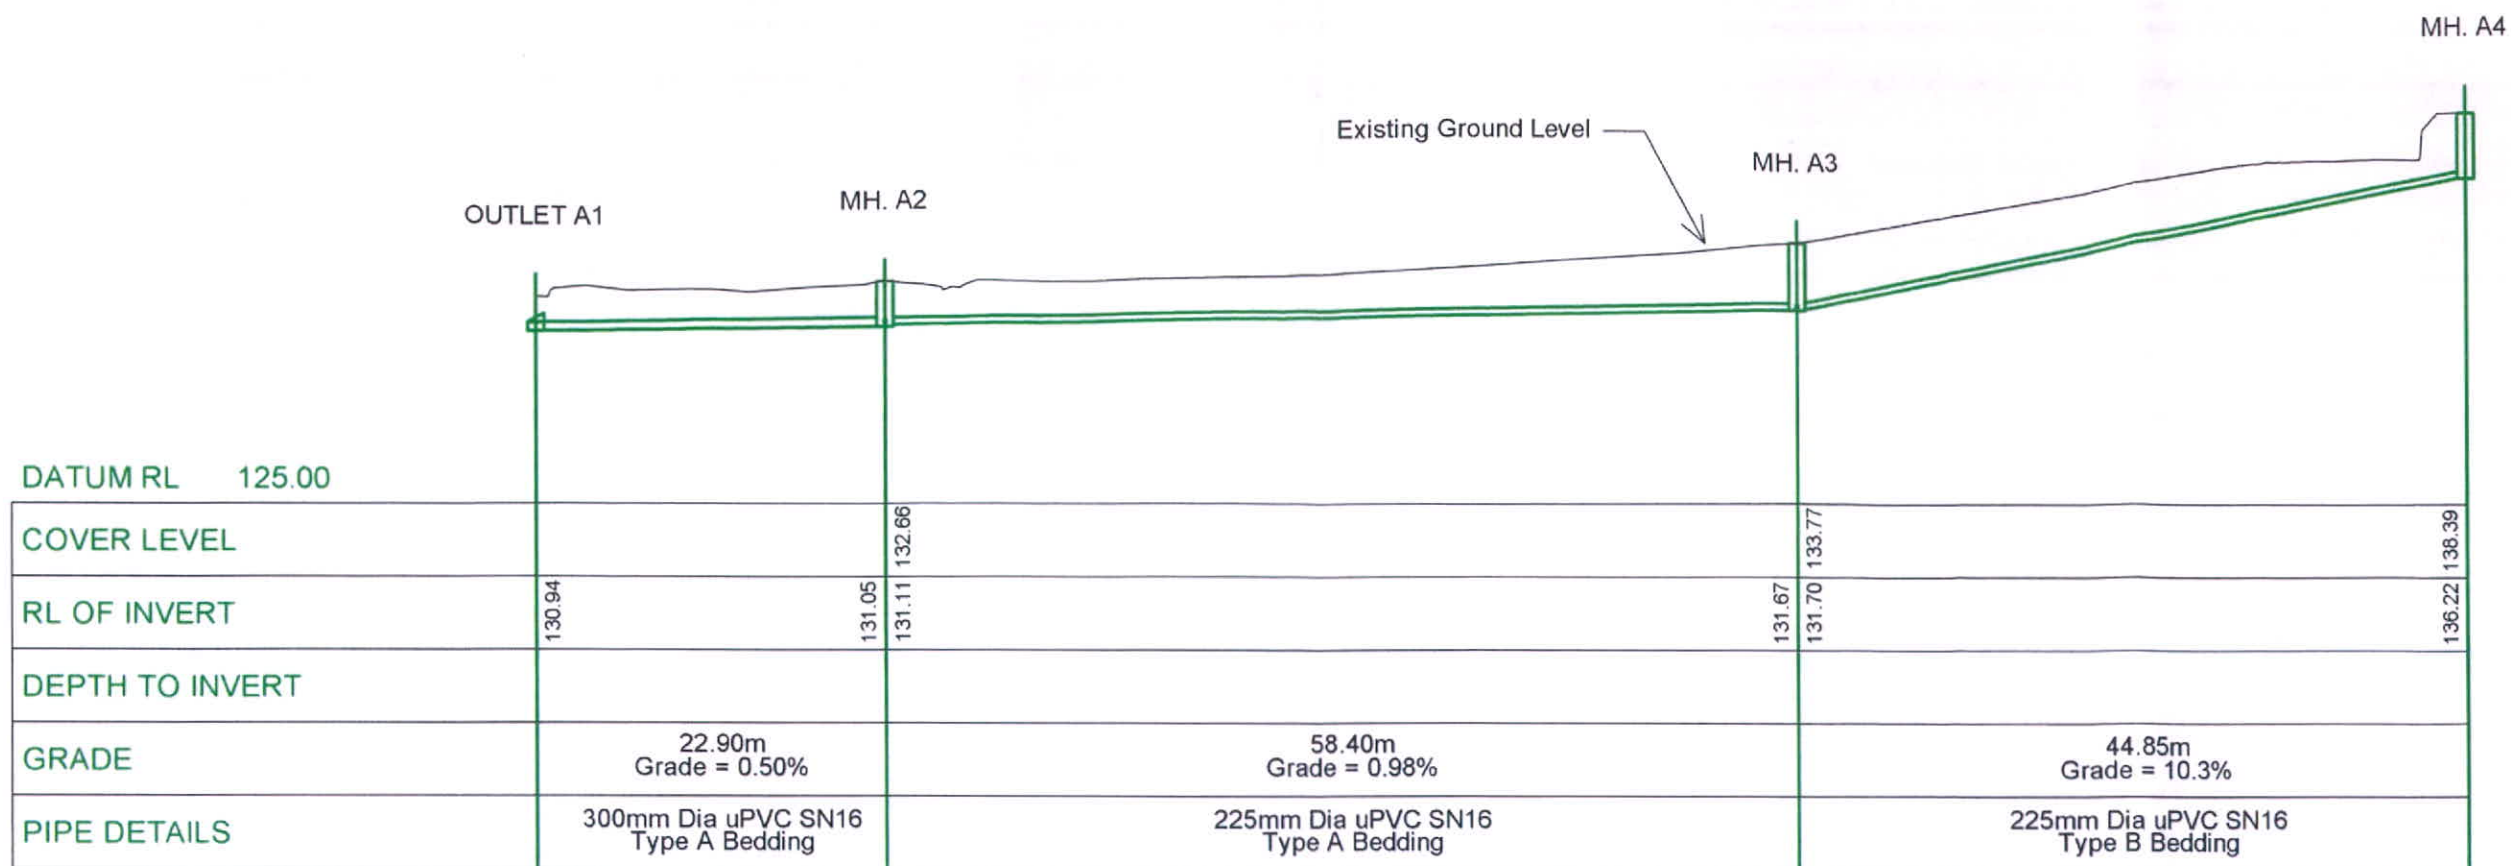 MH. A4
Existing Ground Level
MH. A3
MH. A2
OUTLET A1
DATUM RL 125.00
COVER LEVEL 132.66 133.77 138.39
RL OF INVERT 130.94 131.05 131.11 131.67 131.70 136.22
DEPTH TO INVERT
GRADE
22.90m
Grade = 0.50%
58.40m
Grade = 0.98%
44.85m
Grade = 10.3%
PIPE DETAILS
300mm Dia uPVC SN16
Type A Bedding
225mm Dia uPVC SN16
Type A Bedding
225mm Dia uPVC SN16
Type B Bedding